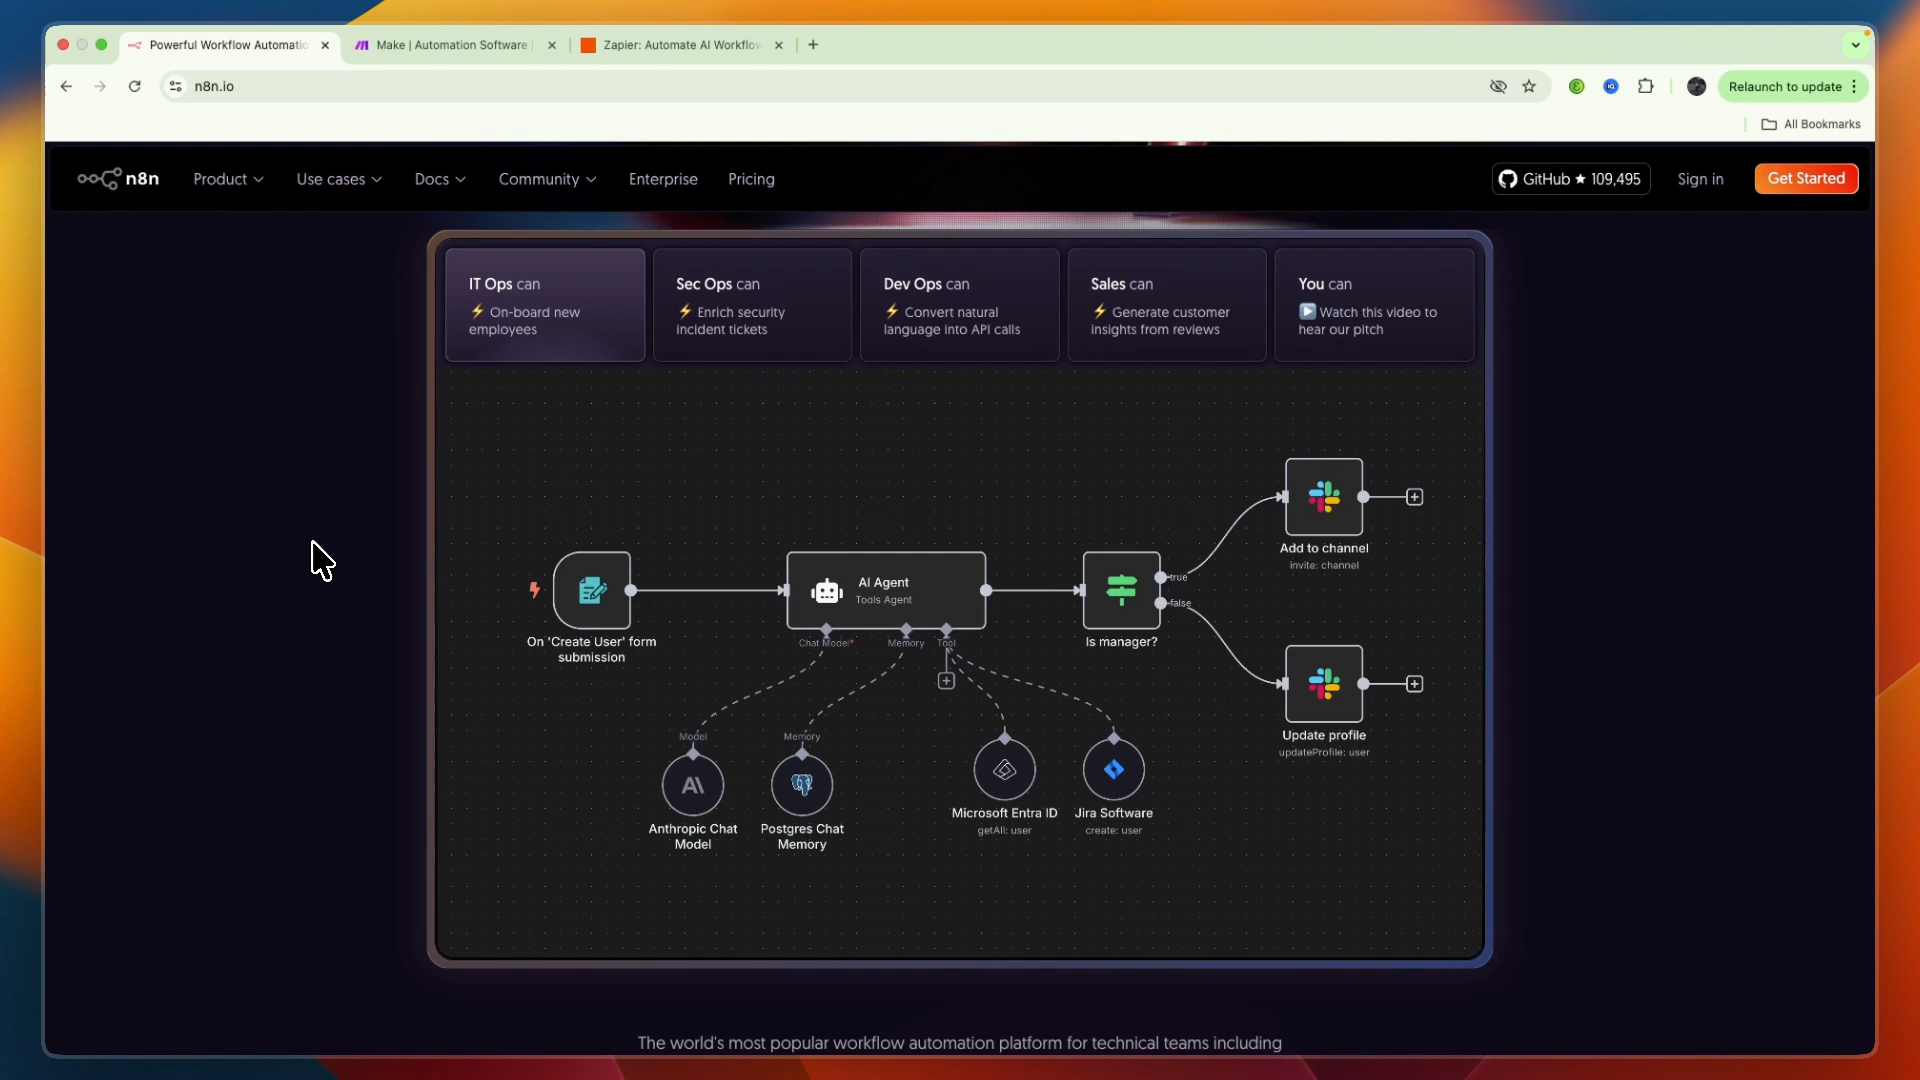 Powerful Workflow Automatio
Make | Automation Software
Zapier: Automate AI Workflow
n8n.io
Relaunch to update
All Bookmarks
n8n
Product
Use cases
Docs
Community
Enterprise
Pricing
GitHub ★ 109,495
Sign in
Get Started
IT Ops can
⚡ On-board new
employees
Sec Ops can
⚡ Enrich security
incident tickets
Dev Ops can
⚡ Convert natural
language into API calls
Sales can
⚡ Generate customer
insights from reviews
You can
▶️ Watch this video to
hear our pitch
On 'Create User' form
submission
AI Agent
Tools Agent
Chat Model*
Memory
Tool
Is manager?
true
false
Add to channel
invite: channel
Update profile
updateProfile: user
Model
Memory
Anthropic Chat
Model
Postgres Chat
Memory
Microsoft Entra ID
getAll: user
Jira Software
create: user
The world's most popular workflow automation platform for technical teams including